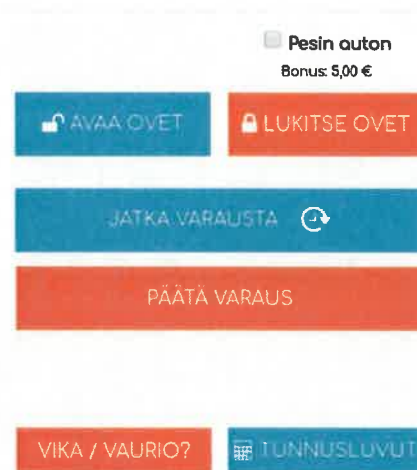 Pesin auton
Bonus: 5,00 €
AVAA OVET
LUKITSE OVET
JATKA VARAUSTA
PÄÄTÄ VARAUS
VIKA / VAURIO?
TUNNUSLUVUT